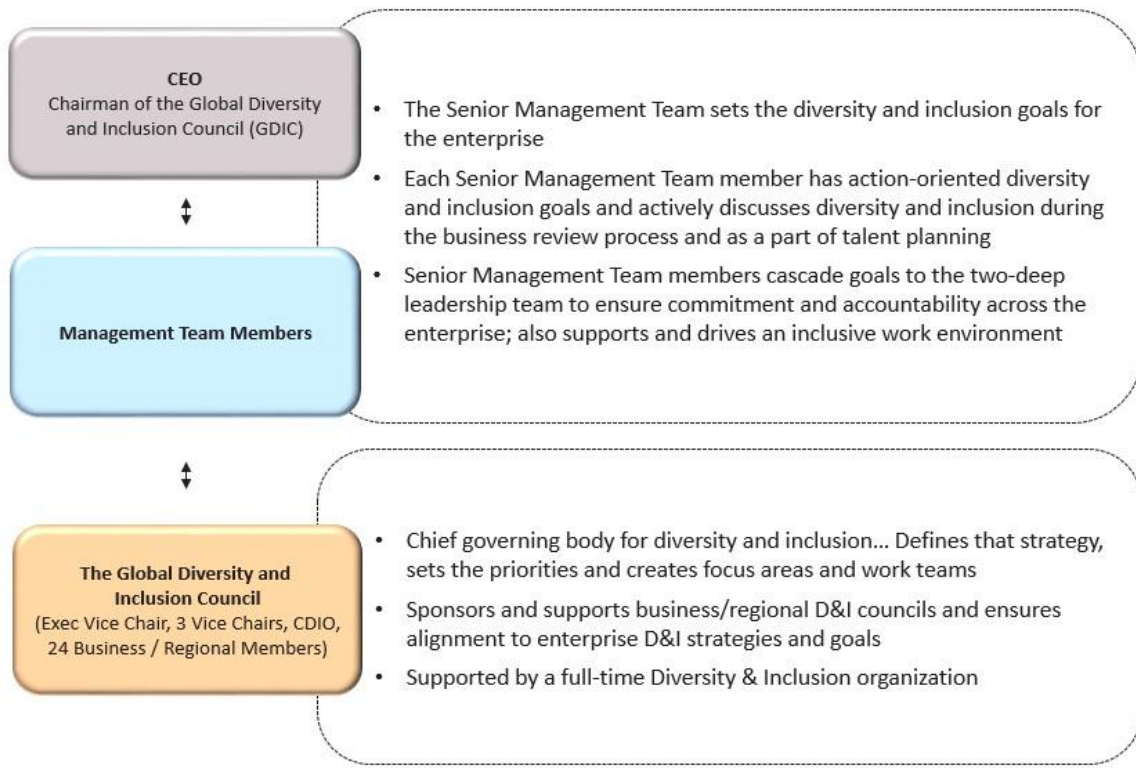 CEO
Chairman of the Global Diversity
and Inclusion Council (GDIC)
• The Senior Management Team sets the diversity and inclusion goals for
the enterprise
• Each Senior Management Team member has action-oriented diversity
and inclusion goals and actively discusses diversity and inclusion during
the business review process and as a part of talent planning
• Senior Management Team members cascade goals to the two-deep
leadership team to ensure commitment and accountability across the
enterprise; also supports and drives an inclusive work environment
Management Team Members
The Global Diversity and
Inclusion Council
(Exec Vice Chair, 3 Vice Chairs, CDIO,
24 Business / Regional Members)
• Chief governing body for diversity and inclusion... Defines that strategy,
sets the priorities and creates focus areas and work teams
• Sponsors and supports business/regional D&I councils and ensures
alignment to enterprise D&I strategies and goals
• Supported by a full-time Diversity & Inclusion organization